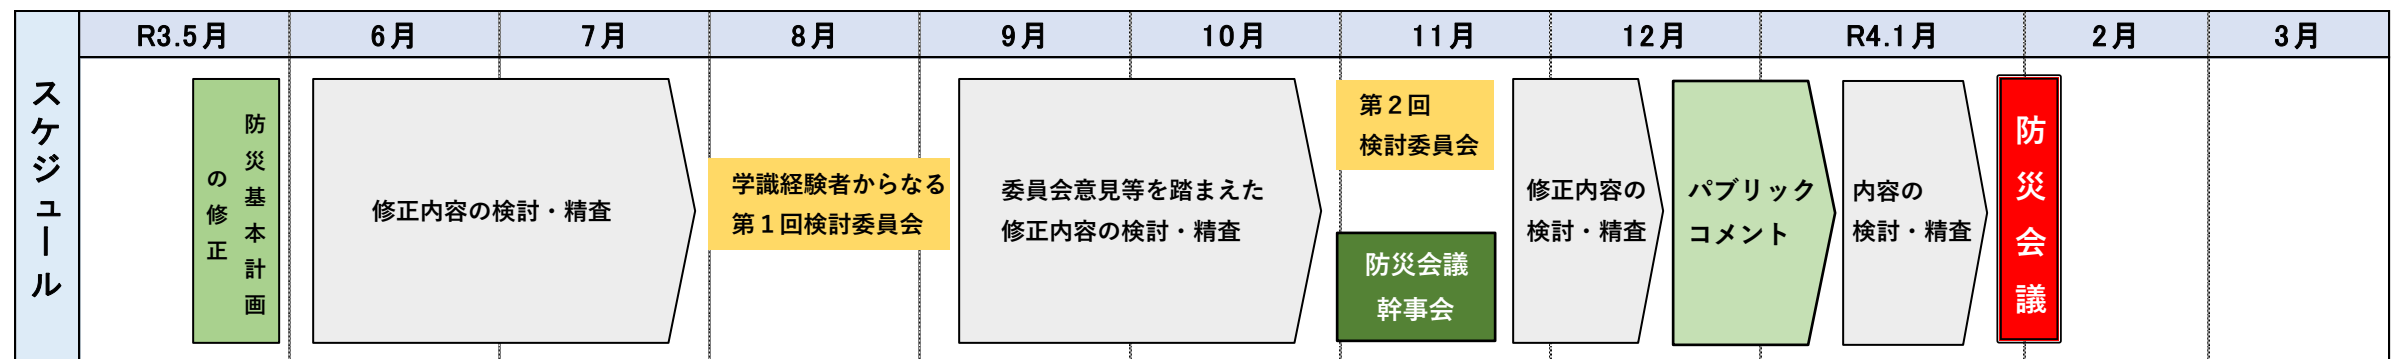 スケジュール
R3.5月 6月 7月 8月 9月 10月 11月 12月 R4.1月 2月 3月
防災基本計画
の修正
修正内容の検討・精査
学識経験者からなる
第１回検討委員会
委員会意見等を踏まえた
修正内容の検討・精査
第２回
検討委員会
防災会議
幹事会
修正内容の
検討・精査
パブリック
コメント
内容の
検討・精査
防災会議